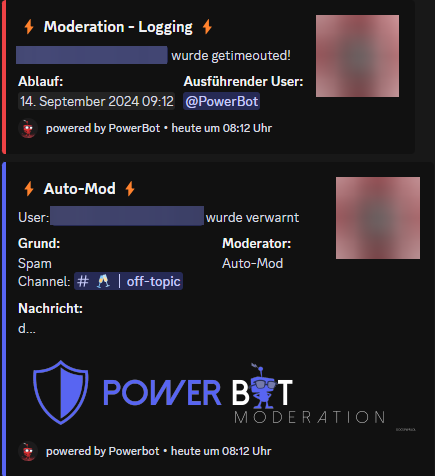 Moderation - Logging
wurde getimeouted!
Ablauf: Ausführender User:
14. September 2024 09:12 @PowerBot
powered by PowerBot • heute um 08:12 Uhr
Auto-Mod
User: wurde verwarnt
Grund: Moderator:
Spam Auto-Mod
Channel: # 🥂 | off-topic
Nachricht:
d...
POWER BOT
MODERATION
powered by Powerbot • heute um 08:12 Uhr